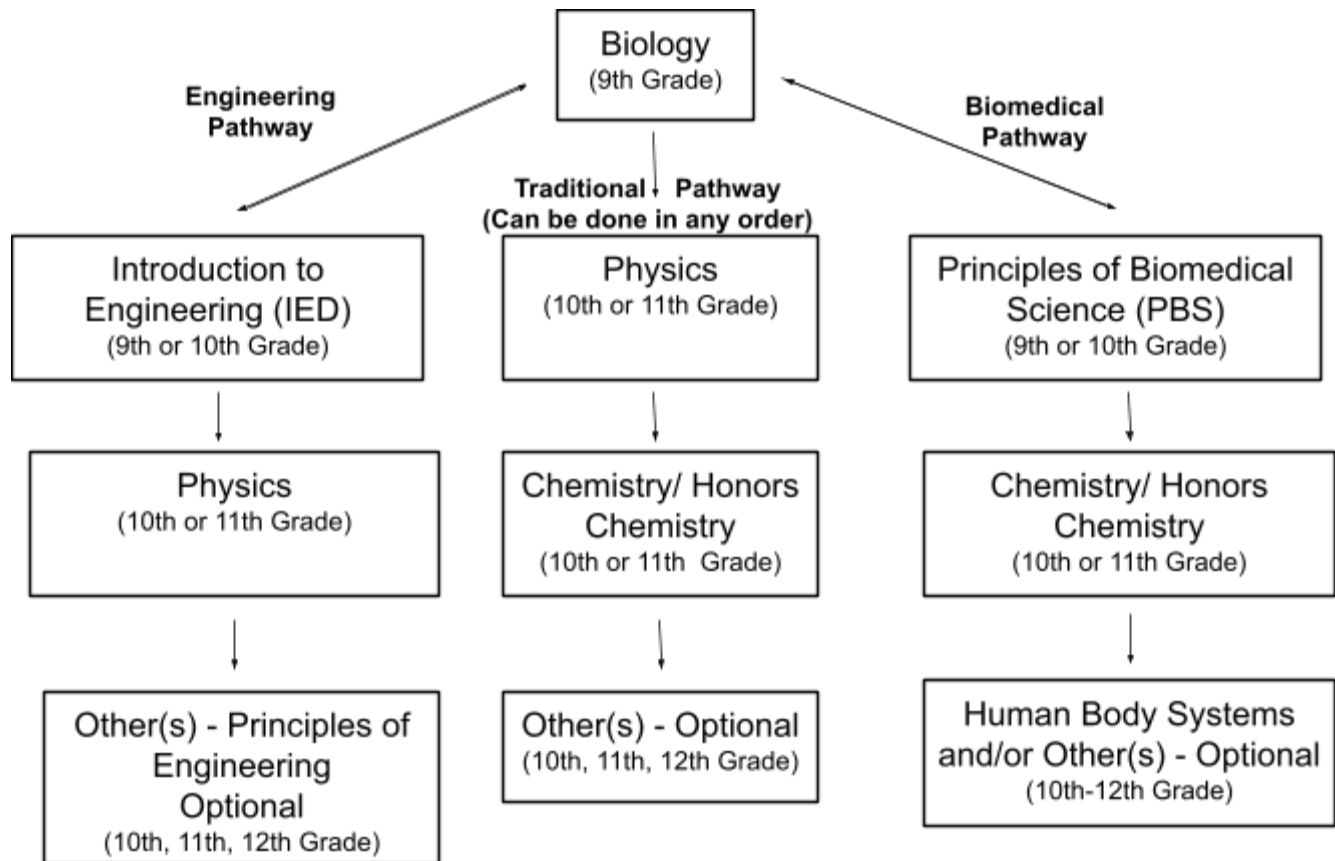 Biology
(9th Grade)
Engineering
Pathway
Biomedical
Pathway
Traditional Pathway
(Can be done in any order)
Introduction to
Engineering (IED)
(9th or 10th Grade)
Physics
(10th or 11th Grade)
Principles of Biomedical
Science (PBS)
(9th or 10th Grade)
Physics
(10th or 11th Grade)
Chemistry/ Honors
Chemistry
(10th or 11th Grade)
Chemistry/ Honors
Chemistry
(10th or 11th Grade)
Other(s) - Principles of
Engineering
Optional
(10th, 11th, 12th Grade)
Other(s) - Optional
(10th, 11th, 12th Grade)
Human Body Systems
and/or Other(s) - Optional
(10th-12th Grade)